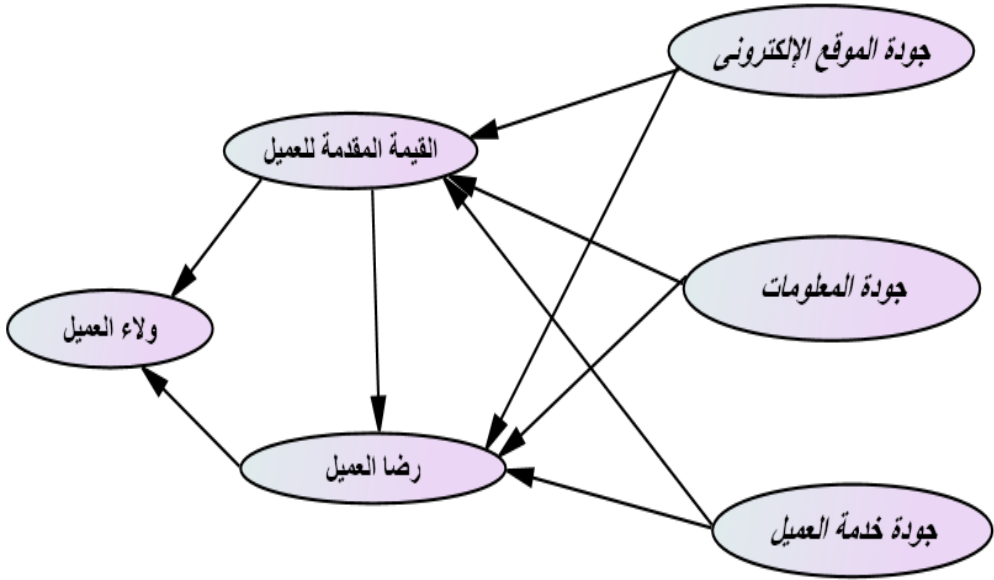 جودة الموقع الإلكترونى
القيمة المقدمة للعميل
جودة المعلومات
ولاء العميل
رضا العميل
جودة خدمة العميل